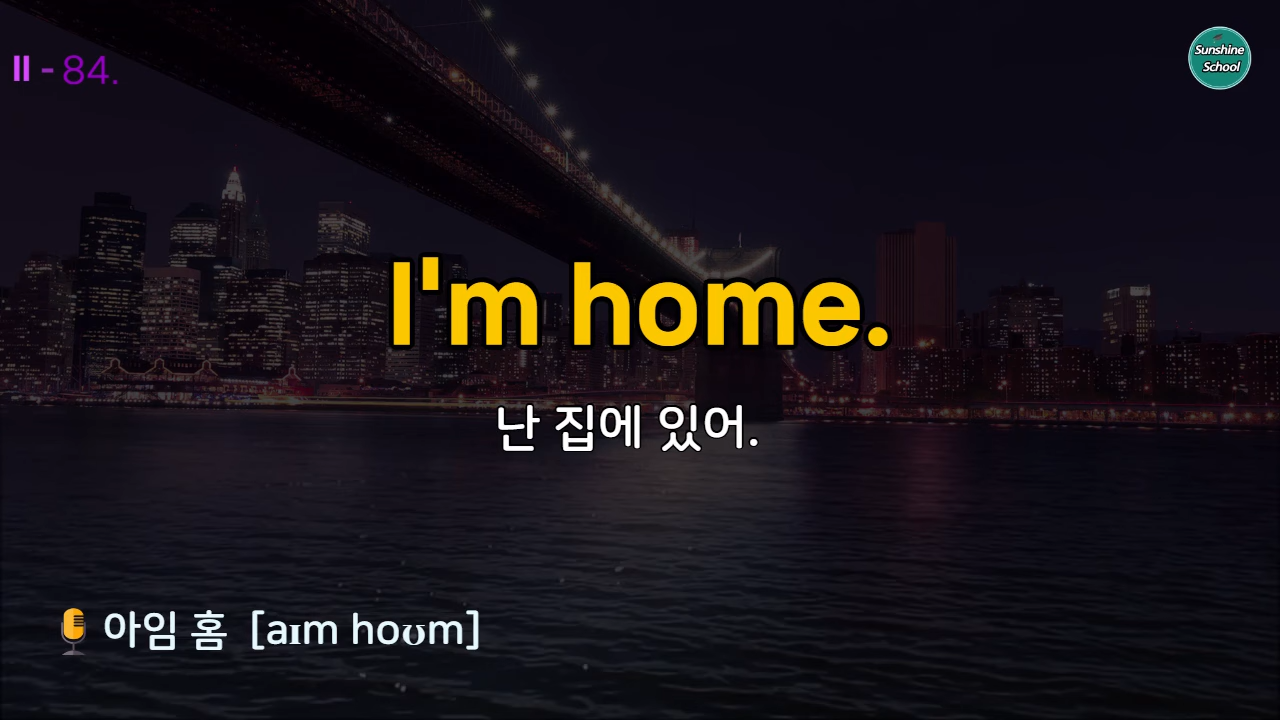 II - 84.
Sunshine
School
I'm home.
난 집에 있어.
아임 홈 [aɪm hoʊm]